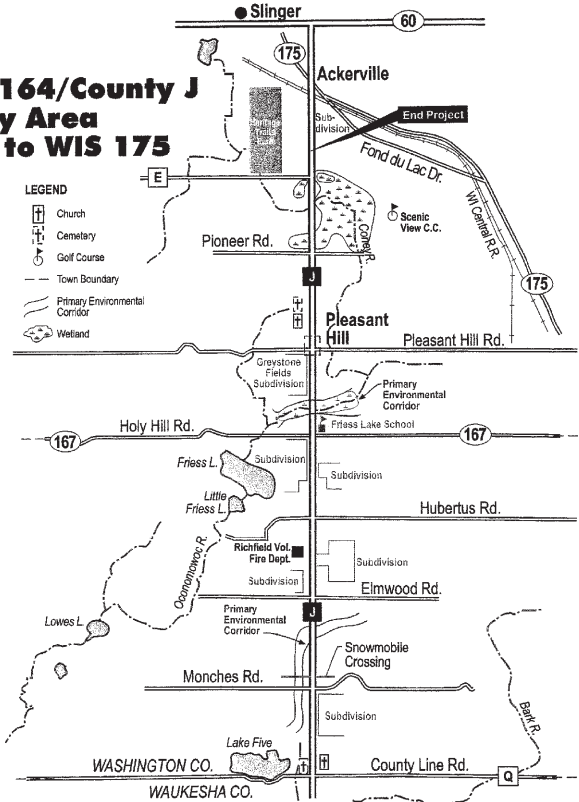 Slinger
60
175
Ackerville
164/County J
y Area
to WIS 175
Heritage
Trails
Sub-
division
End Project
Fond du Lac Dr.
E
LEGEND
Church
Cemetery
Golf Course
Town Boundary
Primary Environmental
Corridor
Wetland
Scenic
View C.C.
WI Central R.R.
Pioneer Rd.
Coney R.
J
175
Pleasant
Hill
Pleasant Hill Rd.
Greystone
Fields
Subdivision
Primary
Environmental
Corridor
Holy Hill Rd.
Friess Lake School
167
167
Friess L.
Subdivision
Subdivision
Little
Friess L.
Hubertus Rd.
Oconomowoc R.
Richfield Vol.
Fire Dept.
Subdivision
Subdivision
Elmwood Rd.
J
Primary
Environmental
Corridor
Lowes L.
Snowmobile
Crossing
Monches Rd.
Subdivision
Bark R.
Lake Five
WASHINGTON CO.
County Line Rd.
Q
WAUKESHA CO.